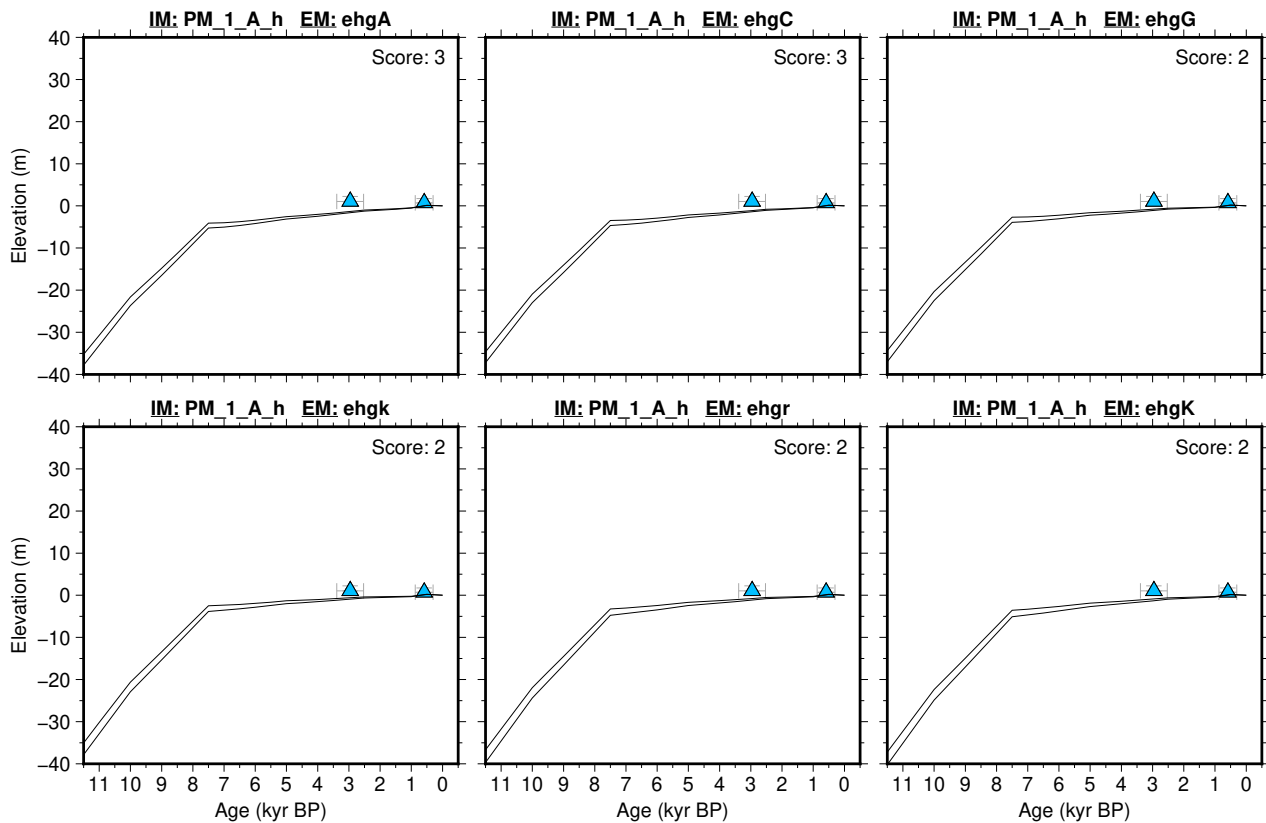 IM: PM_1_A_h EM: ehgA
IM: PM_1_A_h EM: ehgC
IM: PM_1_A_h EM: ehgG
Score: 3
Score: 3
Score: 2
40
30
20
10
0
−10
−20
−30
−40
Elevation (m)
IM: PM_1_A_h EM: ehgk
IM: PM_1_A_h EM: ehgr
IM: PM_1_A_h EM: ehgK
Score: 2
Score: 2
Score: 2
40
30
20
10
0
−10
−20
−30
−40
Elevation (m)
11 10 9 8 7 6 5 4 3 2 1 0
11 10 9 8 7 6 5 4 3 2 1 0
11 10 9 8 7 6 5 4 3 2 1 0
Age (kyr BP)
Age (kyr BP)
Age (kyr BP)